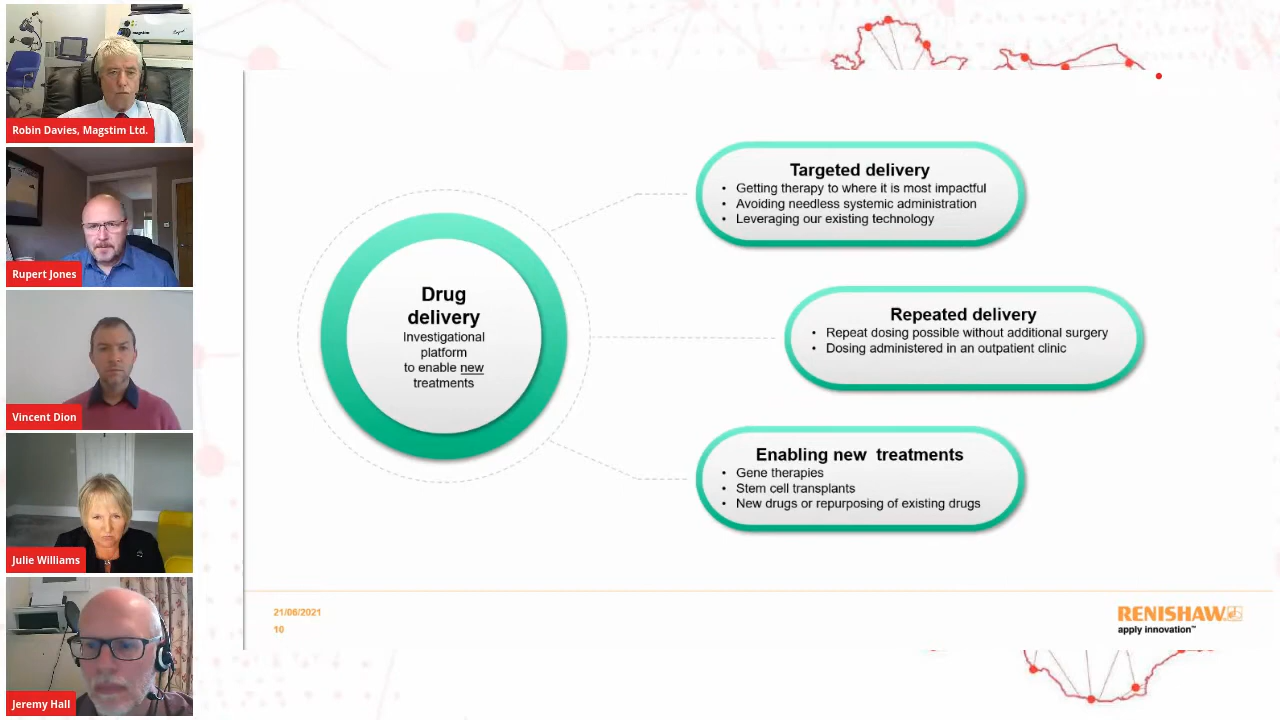 magstim
Robin Davies, Magstim Ltd.
Rupert Jones
Vincent Dion
Julie Williams
Jeremy Hall
Drug
delivery
Investigational
platform
to enable new
treatments
Targeted delivery
• Getting therapy to where it is most impactful
• Avoiding needless systemic administration
• Leveraging our existing technology
Repeated delivery
• Repeat dosing possible without additional surgery
• Dosing administered in an outpatient clinic
Enabling new  treatments
• Gene therapies
• Stem cell transplants
• New drugs or repurposing of existing drugs
21/06/2021
10
RENISHAW
apply innovation™